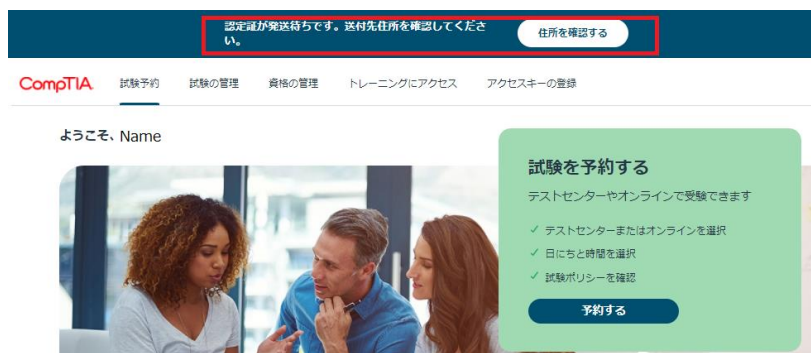 認定証が発送待ちです。送付先住所を確認してくださ
い。
住所を確認する
CompTIA. 試験予約 試験の管理 資格の管理 トレーニングにアクセス アクセスキーの登録
ようこそ、Name
試験を予約する
テストセンターやオンラインで受験できます
✓ テストセンターまたはオンラインを選択
✓ 日にちと時間を選択
✓ 試験ポリシーを確認
予約する